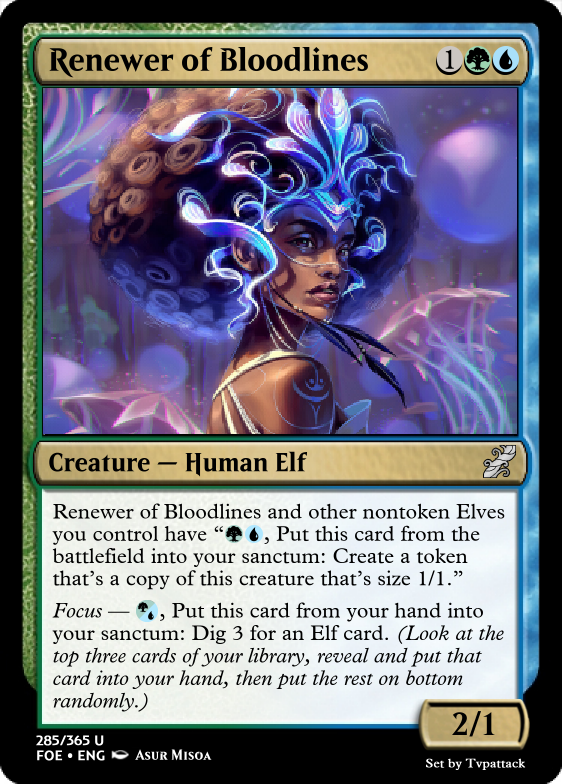 Renewer of Bloodlines 1
Creature — Human Elf
Renewer of Bloodlines and other nontoken Elves
you control have “ , Put this card from the
battlefield into your sanctum: Create a token
that’s a copy of this creature that’s size 1/1.”
Focus — , Put this card from your hand into
your sanctum: Dig 3 for an Elf card. (Look at the
top three cards of your library, reveal and put that
card into your hand, then put the rest on bottom
randomly.)
2/1
285/365 U
FOE • ENG Asur Misoa
Set by Tvpattack